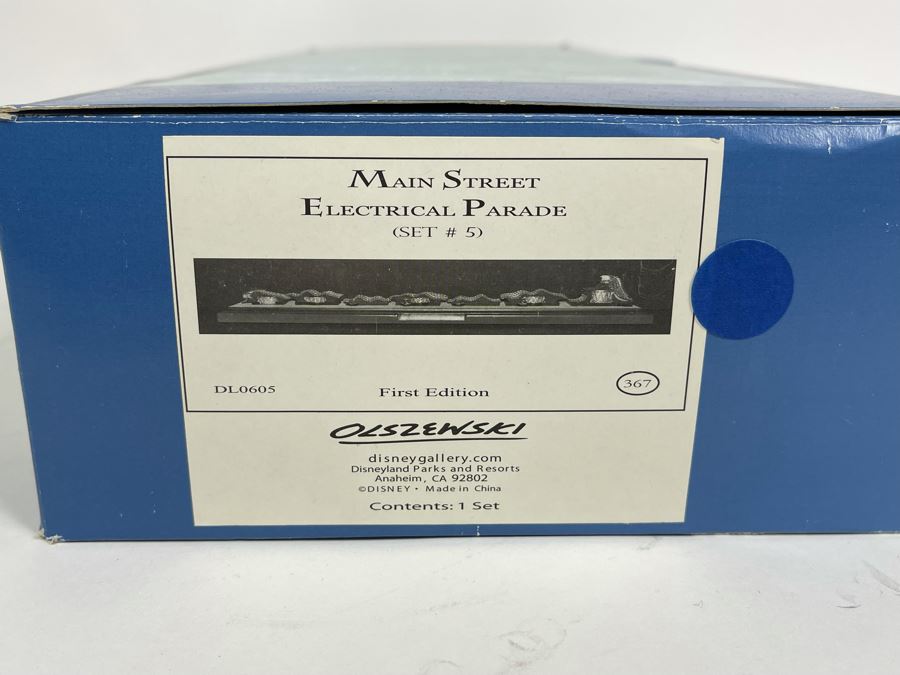 MAIN STREET
ELECTRICAL PARADE
(SET # 5)
DL0605
First Edition
367
OLSZEWSKI
disneygallery.com
Disneyland Parks and Resorts
Anaheim, CA 92802
©DISNEY • Made in China
Contents: 1 Set